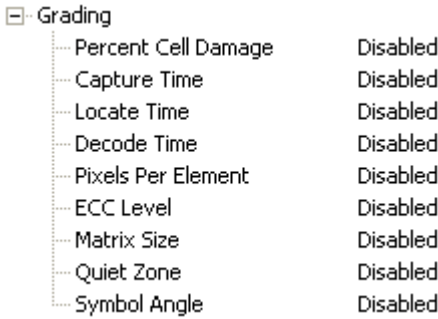 Grading
Percent Cell Damage Disabled
Capture Time Disabled
Locate Time Disabled
Decode Time Disabled
Pixels Per Element Disabled
ECC Level Disabled
Matrix Size Disabled
Quiet Zone Disabled
Symbol Angle Disabled